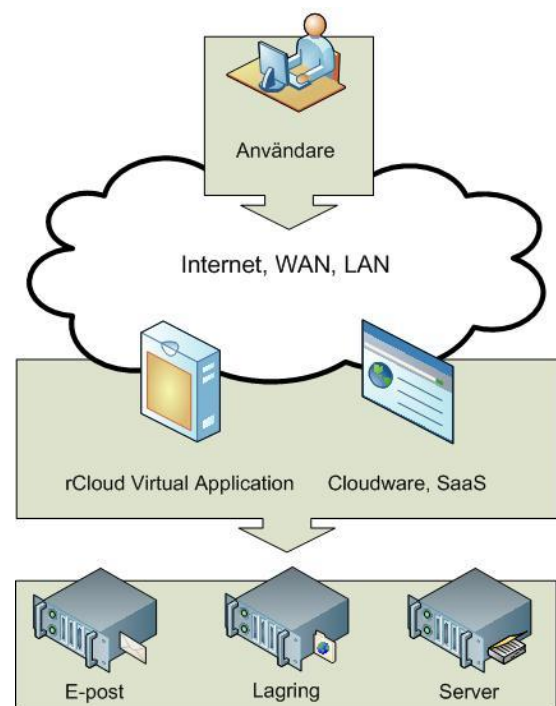 Användare
Internet, WAN, LAN
rCloud Virtual Application
Cloudware, SaaS
E-post
Lagring
Server